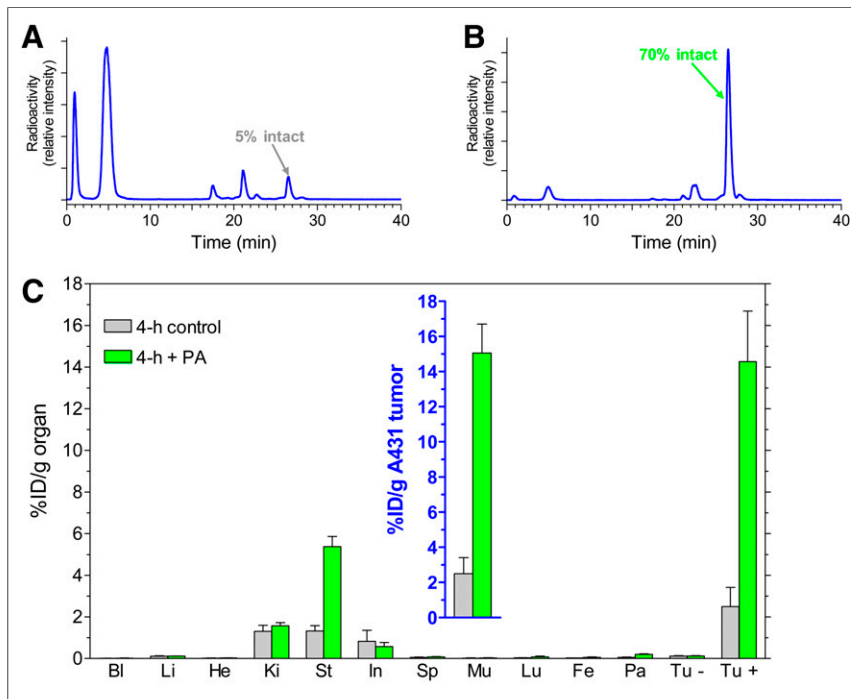 A
Radioactivity
(relative intensity)
5% intact
0 10 20 30 40
Time (min)
B
Radioactivity
(relative intensity)
70% intact
0 10 20 30 40
Time (min)
C
%ID/g organ
18
16
14
12
10
8
6
4
2
0
4-h control
4-h + PA
%ID/g A431 tumor
18
16
14
12
10
8
6
4
2
0
Bl Li He Ki St In Sp Mu Lu Fe Pa Tu - Tu +